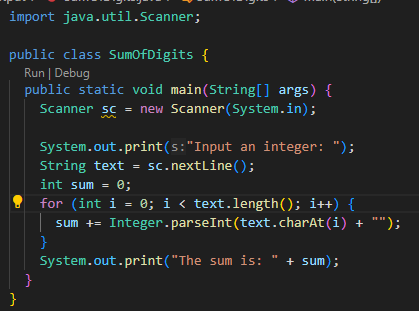 import java.util.Scanner;
public class SumOfDigits {
Run | Debug
public static void main(String[] args) {
Scanner sc = new Scanner(System.in);
System.out.print(s:"Input an integer: ");
String text = sc.nextLine();
int sum = 0;
for (int i = 0; i < text.length(); i++) {
sum += Integer.parseInt(text.charAt(i) + "");
}
System.out.print("The sum is: " + sum);
}
}